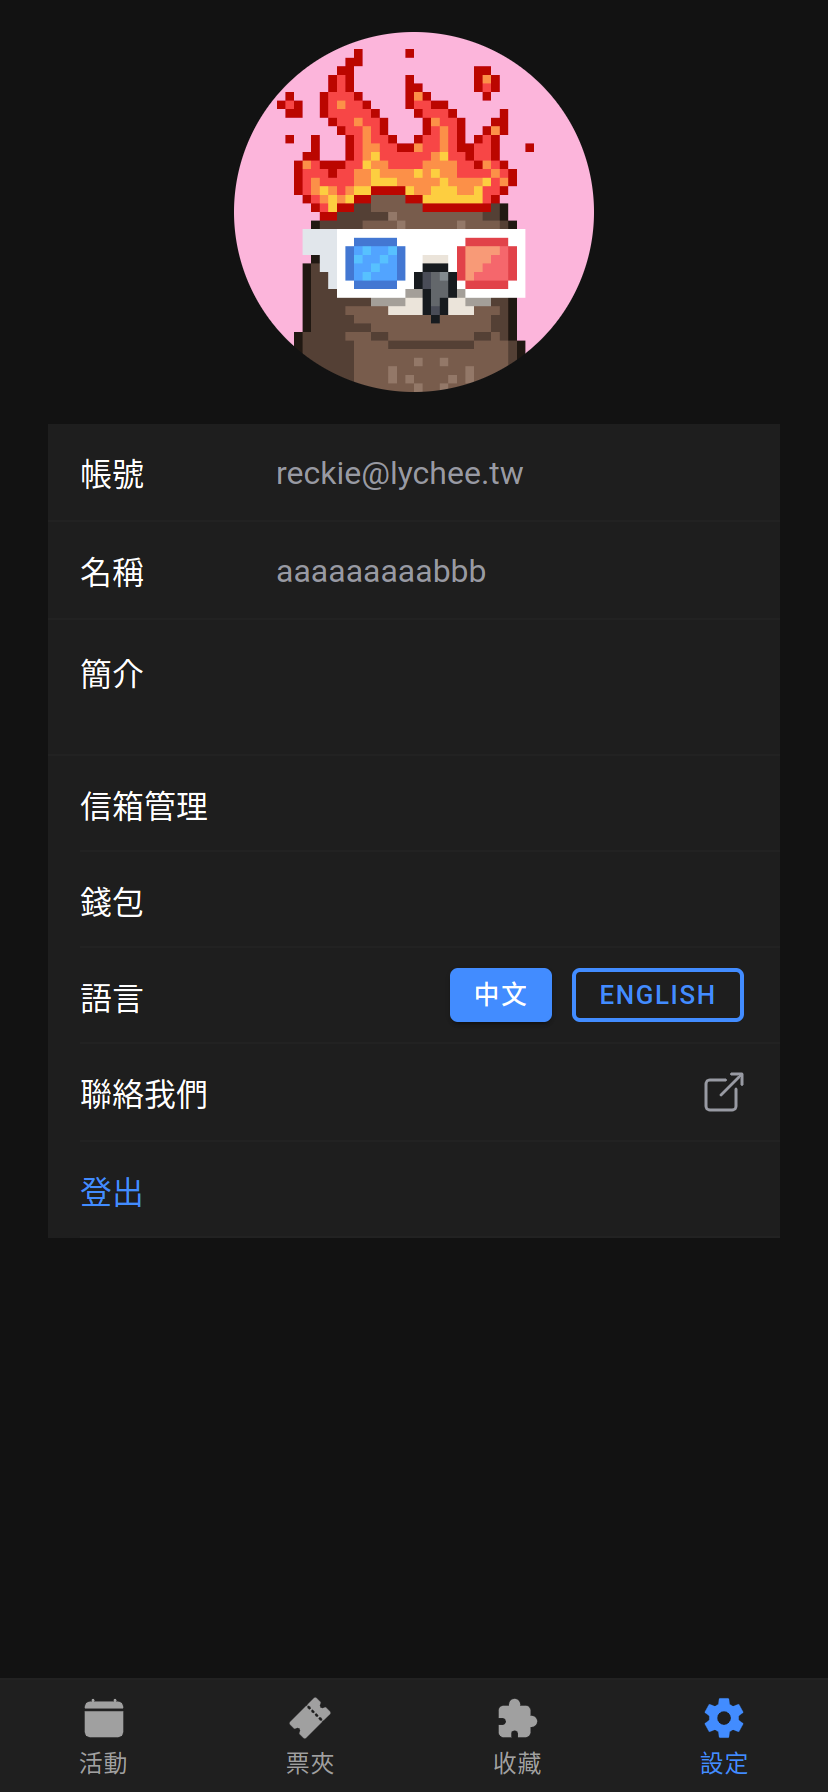 帳號 reckie@lychee.tw
名稱 aaaaaaaaabbb
簡介
信箱管理
錢包
語言 中文 ENGLISH
聯絡我們
登出
活動 票夾 收藏 設定